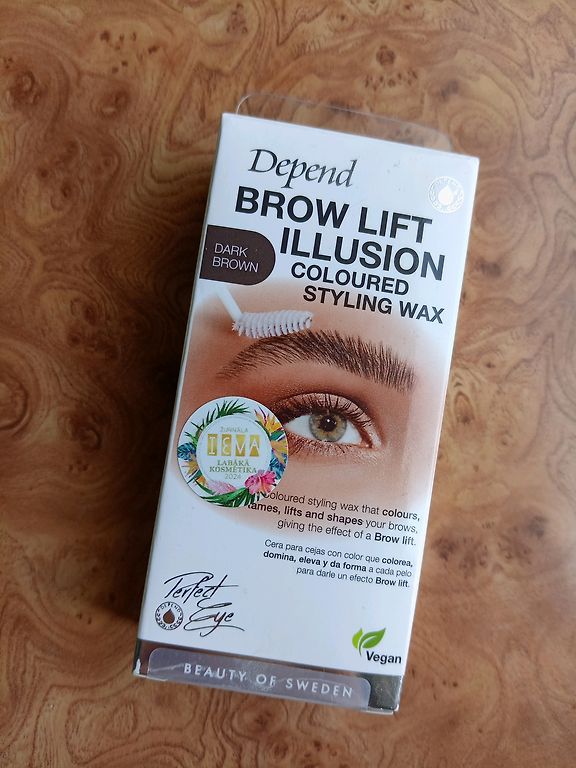 Depend
BROW LIFT
ILLUSION
COLOURED
STYLING WAX
DARK
BROWN
ŽURNĀLA
IEVA
LABĀKĀ
KOSMĒTIKA
2024
Coloured styling wax that colours,
tames, lifts and shapes your brows,
giving the effect of a Brow lift.
Cera para cejas con color que colorea,
domina, eleva y da forma a cada pelo
para darle un efecto Brow lift.
Perfect
Eye
Vegan
BEAUTY OF SWEDEN